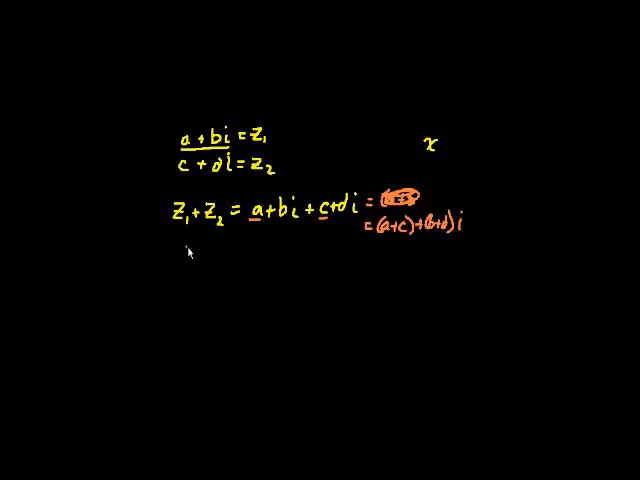 a + bi = z₁
x
c + di = z₂
z₁ + z₂ = a + bi + c + di =
= (a+c) + (b+d) i